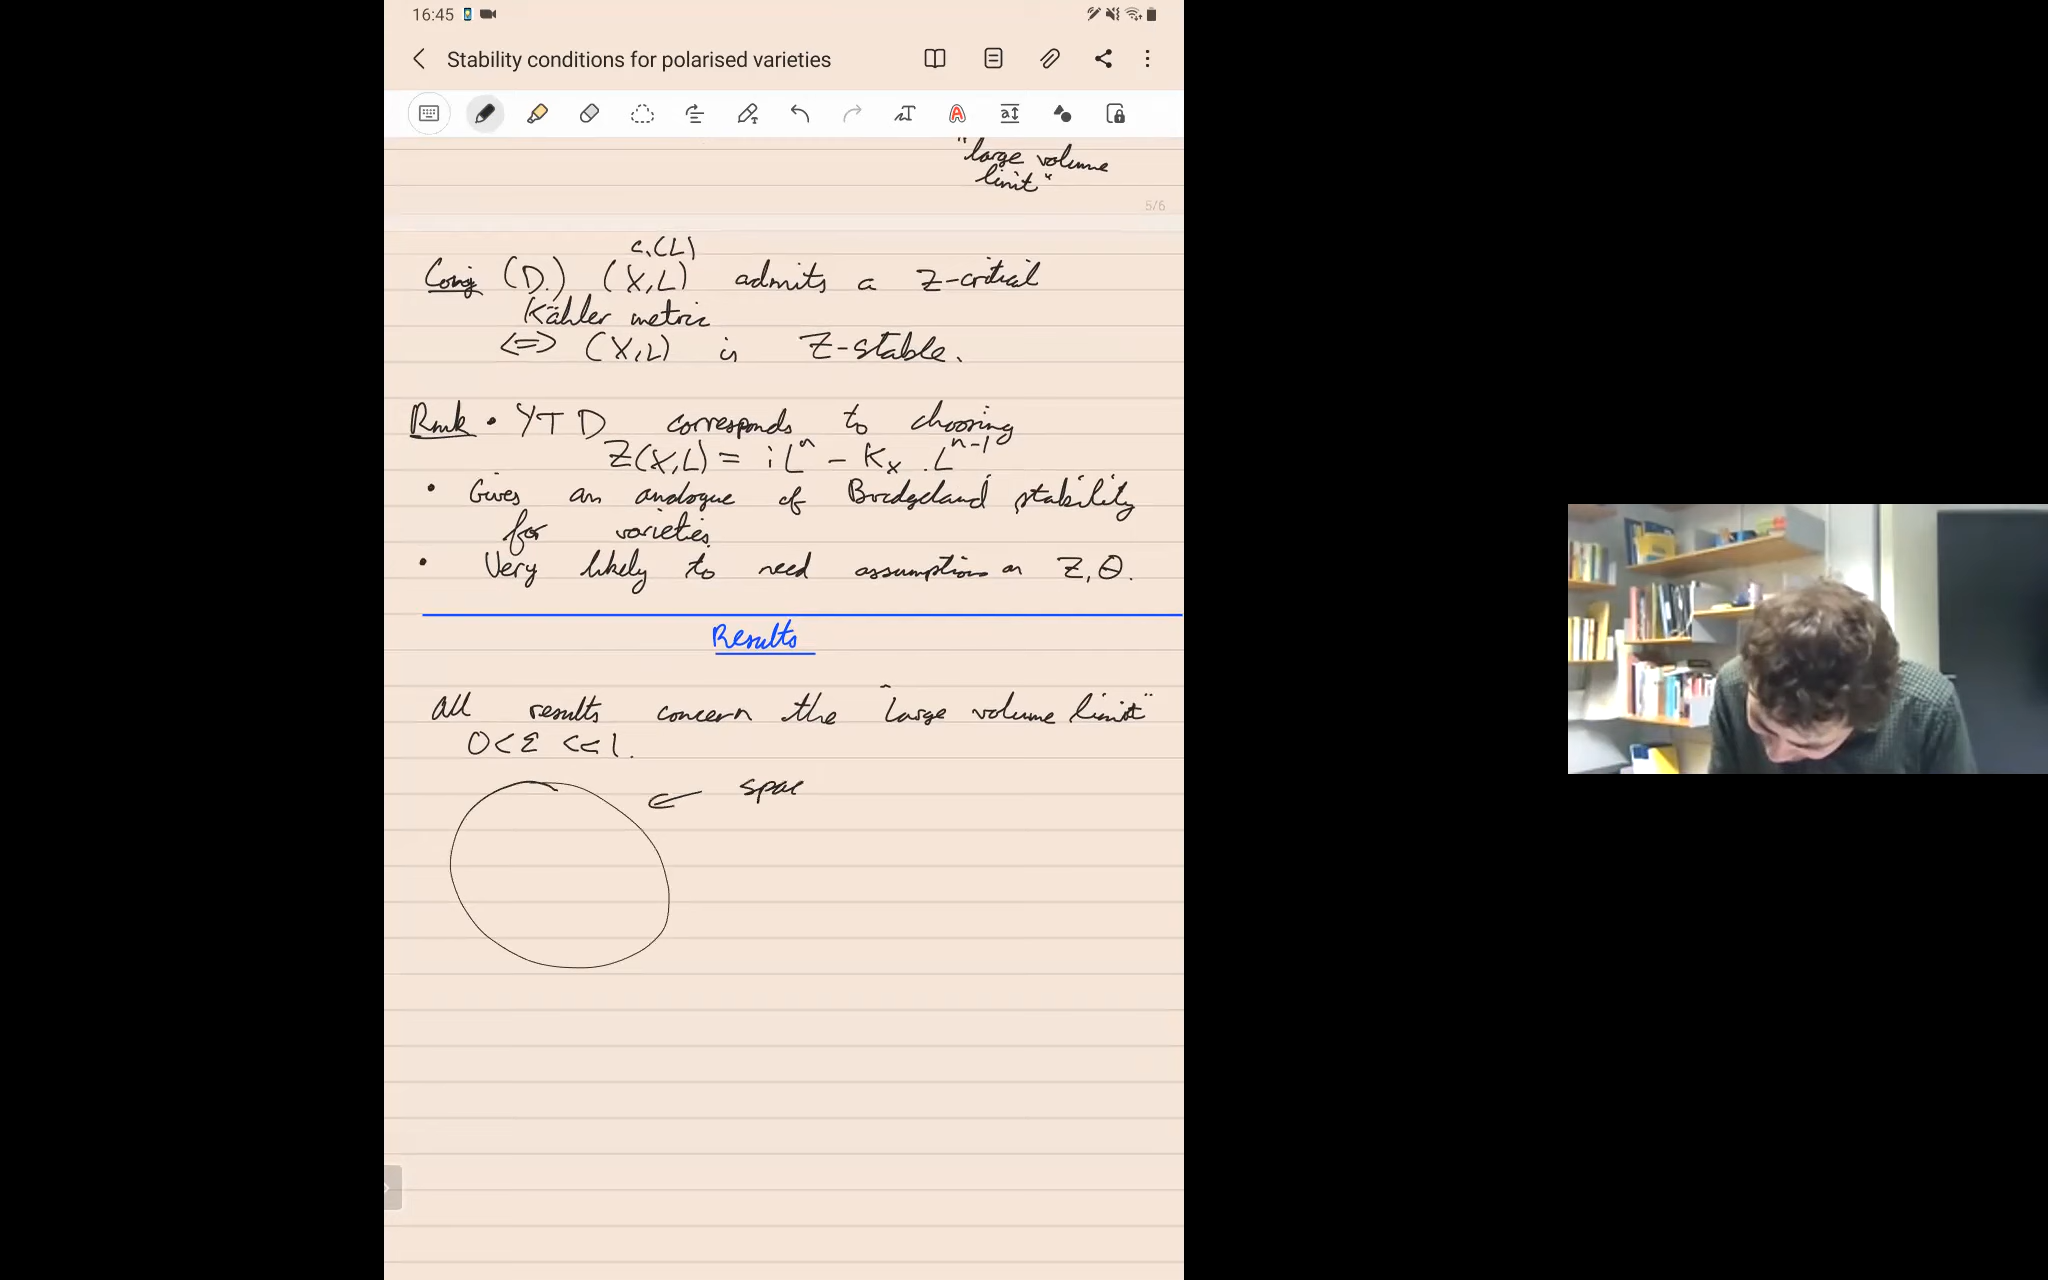 16:45
Stability conditions for polarised varieties
"large volume
limit"
5/6
c₁(L)
Conj (D.) (X,L) admits a Z-critical
Kähler metric
<=> (X,L) is Z-stable.
Rmk • YTD corresponds to choosing
Z(X,L) = iLⁿ - K_X . Lⁿ⁻¹
• Gives an analogue of Bridgeland stability
for varieties.
• Very likely to need assumptions on Z, Θ.
Results
All results concern the "large volume limit"
0 < ε << 1.
← spac